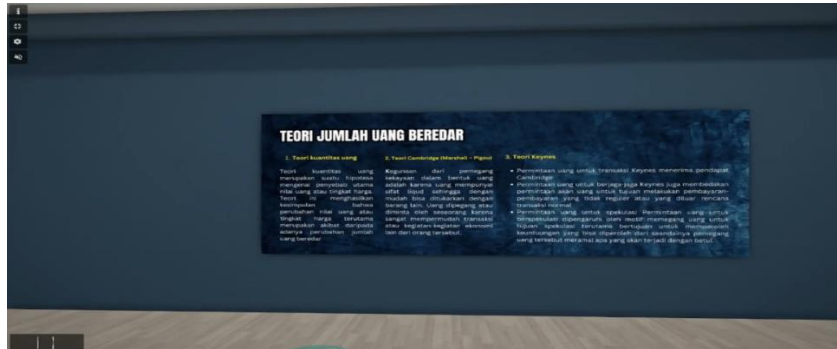 TEORI JUMLAH UANG BEREDAR
1. Teori kuantitas uang
Teori kuantitas uang
merupakan suatu hipotesa
mengenai penyebab utama
nilai uang atau tingkat harga.
Teori ini menghasilkan
kesimpulan bahwa
perubahan nilai uang atau
tingkat harga terutama
merupakan akibat daripada
adanya perubahan jumlah
uang beredar
2. Teori Cambridge (Marshall - Pigou)
Kegunaan dari pemegang
kekayaan dalam bentuk uang
adalah karena uang mempunyai
sifat liquid sehingga dengan
mudah bisa ditukarkan dengan
barang lain. Uang dipegang atau
diminta oleh seseorang karena
sangat mempermudah transaksi
atau kegiatan-kegiatan ekonomi
lain dari orang tersebut.
3. Teori Keynes
• Permintaan uang untuk transaksi Keynes menerima pendapat
Cambridge
• Permintaan uang untuk berjaga juga Keynes juga membedakan
permintaan akan uang untuk tujuan melakukan pembayaran-
pembayaran yang tidak reguler atau yang diluar rencana
transaksi normal
• Permintaan uang untuk spekulasi Permintaan uang untuk
spekulasi dipengaruhi oleh motif memegang uang untuk
tujuan spekulasi terutama bertujuan untuk memperoleh
keuntungan yang bisa diperoleh dari seandainya pemegang
uang tersebut meramal apa yang akan terjadi dengan betul.